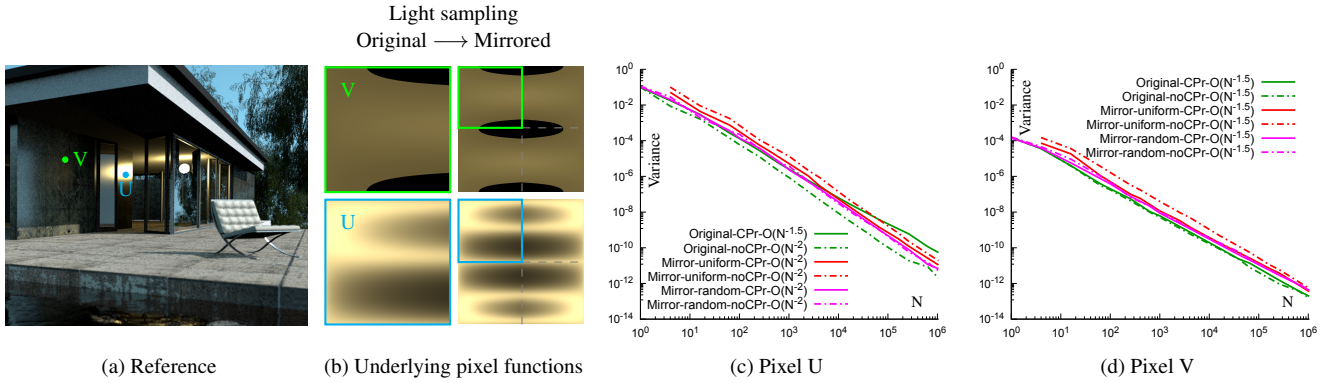 Light sampling
Original ⟶ Mirrored
V
U
V
U
Variance
10^0
10^-2
10^-4
10^-6
10^-8
10^-10
10^-12
10^-14
Original-CPr-O(N^-1.5)
Original-noCPr-O(N^-2)
Mirror-uniform-CPr-O(N^-2)
Mirror-uniform-noCPr-O(N^-2)
Mirror-random-CPr-O(N^-2)
Mirror-random-noCPr-O(N^-2)
N
10^0 10^1 10^2 10^3 10^4 10^5 10^6
Variance
10^0
10^-2
10^-4
10^-6
10^-8
10^-10
10^-12
10^-14
Original-CPr-O(N^-1.5)
Original-noCPr-O(N^-1.5)
Mirror-uniform-CPr-O(N^-1.5)
Mirror-uniform-noCPr-O(N^-1.5)
Mirror-random-CPr-O(N^-1.5)
Mirror-random-noCPr-O(N^-1.5)
N
10^0 10^1 10^2 10^3 10^4 10^5 10^6
(a) Reference
(b) Underlying pixel functions
(c) Pixel U
(d) Pixel V